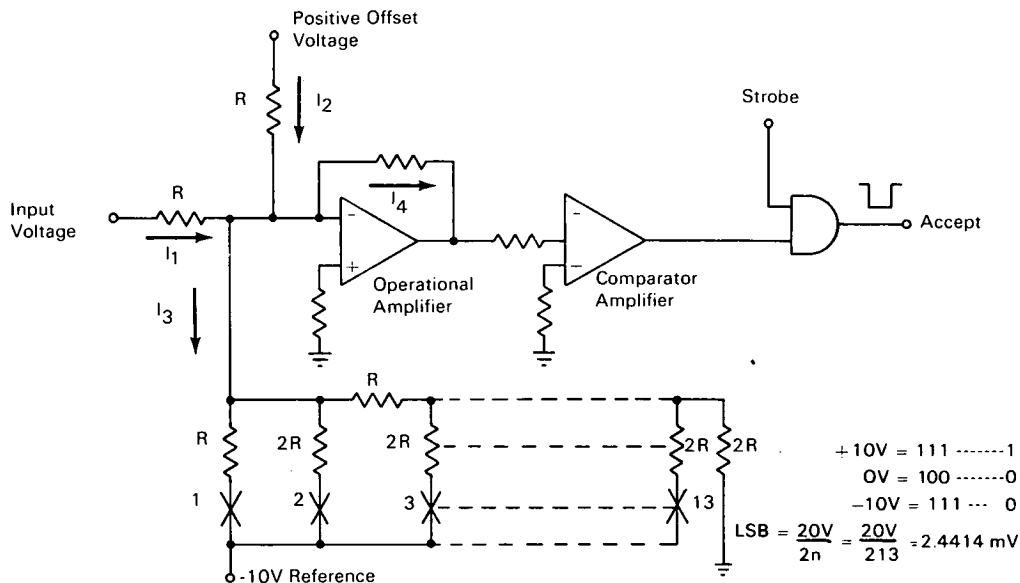 Positive Offset
Voltage
R
I2
Strobe
R
I4
Input
Voltage
I1
-
+
Operational
Amplifier
-
-
Comparator
Amplifier
Accept
I3
R
R
2R
2R
2R
2R
1
2
3
13
-10V Reference
+10V = 111 -------1
0V = 100 -------0
-10V = 111 --- 0
LSB = 20V/2n = 20V/213 = 2.4414 mV